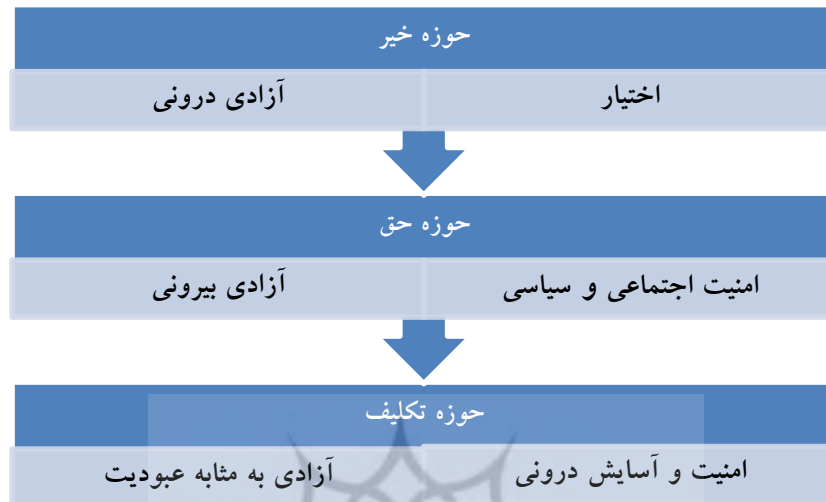 حوزه خیر
اختیار
آزادی درونی
حوزه حق
امنیت اجتماعی و سیاسی
آزادی بیرونی
حوزه تکلیف
امنیت و آسایش درونی
آزادی به مثابه عبودیت